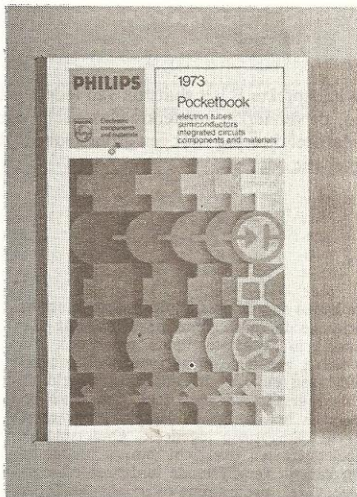 PHILIPS
Electronic
components
and materials
1973
Pocketbook
electron tubes
semiconductors
integrated circuits
components and materials